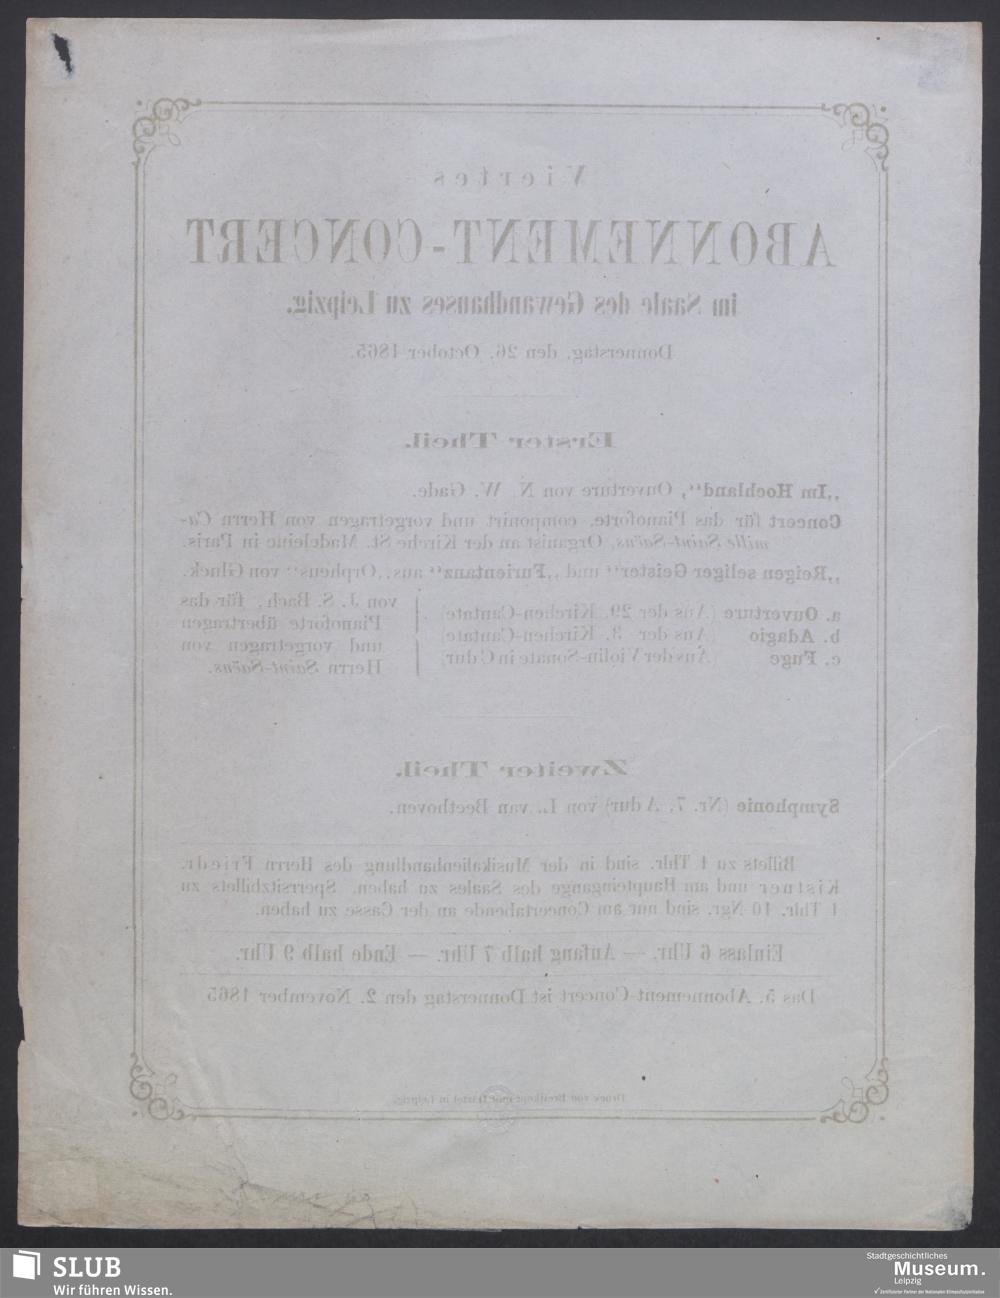 Viertes
ABONNEMENT-CONCERT
im Saale des Gewandhauses zu Leipzig.
Donnerstag, den 26. October 1865.
Erster Theil.
„Im Hochland“, Ouverture von N. W. Gade.
Concert für das Pianoforte, componirt und vorgetragen von Herrn Ca-
mille Saint-Saëns, Organist an der Kirche St. Madeleine in Paris.
„Reigen seliger Geister“ und „Furientanz“ aus „Orpheus“ von Gluck.
a. Ouverture (Aus der 29. Kirchen-Cantate)
b. Adagio (Aus der 3. Kirchen-Cantate)
c. Fuge (Aus der Violin-Sonate in C dur)
von J. S. Bach, für das
Pianoforte übertragen
und vorgetragen von
Herrn Saint-Saëns.
Zweiter Theil.
Symphonie (Nr. 7. A dur) von L. van Beethoven.
Billets zu 1 Thlr. sind in der Musikalienhandlung des Herrn Friedr.
Kistner und am Haupteingange des Saales zu haben. Sperrsitzbillets zu
1 Thlr. 10 Ngr. sind nur am Concertabende an der Casse zu haben.
Einlass 6 Uhr. — Anfang halb 7 Uhr. — Ende halb 9 Uhr.
Das 5. Abonnement-Concert ist Donnerstag den 2. November 1865
Druck von Breitkopf und Härtel in Leipzig.
SLUB
Wir führen Wissen.
Stadtgeschichtliches
Museum.
Leipzig
Zertifizierter Partner der Nationalen Klimaschutzinitiative